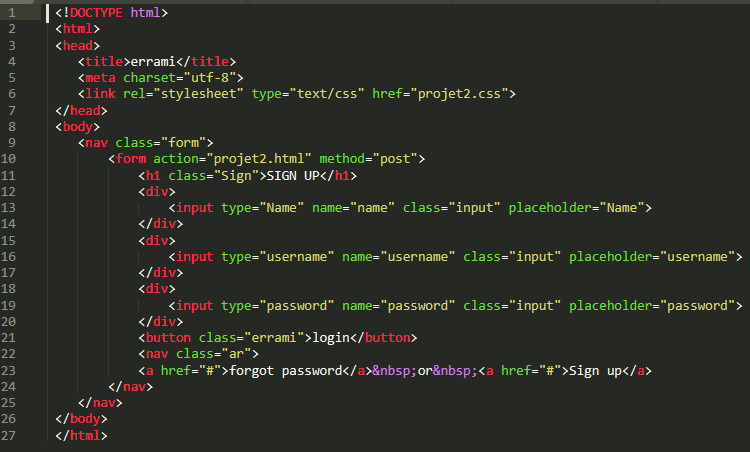 1 <!DOCTYPE html>
2 <html>
3 <head>
4 <title>errami</title>
5 <meta charset="utf-8">
6 <link rel="stylesheet" type="text/css" href="projet2.css">
7 </head>
8 <body>
9 <nav class="form">
10 <form action="projet2.html" method="post">
11 <h1 class="Sign">SIGN UP</h1>
12 <div>
13 <input type="Name" name="name" class="input" placeholder="Name">
14 </div>
15 <div>
16 <input type="username" name="username" class="input" placeholder="username">
17 </div>
18 <div>
19 <input type="password" name="password" class="input" placeholder="password">
20 </div>
21 <button class="errami">login</button>
22 <nav class="ar">
23 <a href="#">forgot password</a>&nbsp;or&nbsp;<a href="#">Sign up</a>
24 </nav>
25 </nav>
26 </body>
27 </html>